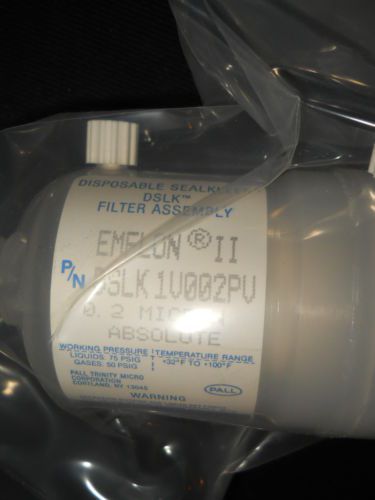 DISPOSABLE SEALKLEEN
DSLK™
FILTER ASSEMBLY
EMFLON® II
P/N DSLK1V002PV
0.2 MICRON
ABSOLUTE
WORKING PRESSURE TEMPERATURE RANGE
LIQUIDS, 75 PSIG +32°F TO +100°F
GASES, 50 PSIG
PALL TRINITY MICRO
CORPORATION
CORTLAND, NY 13045
PALL
WARNING